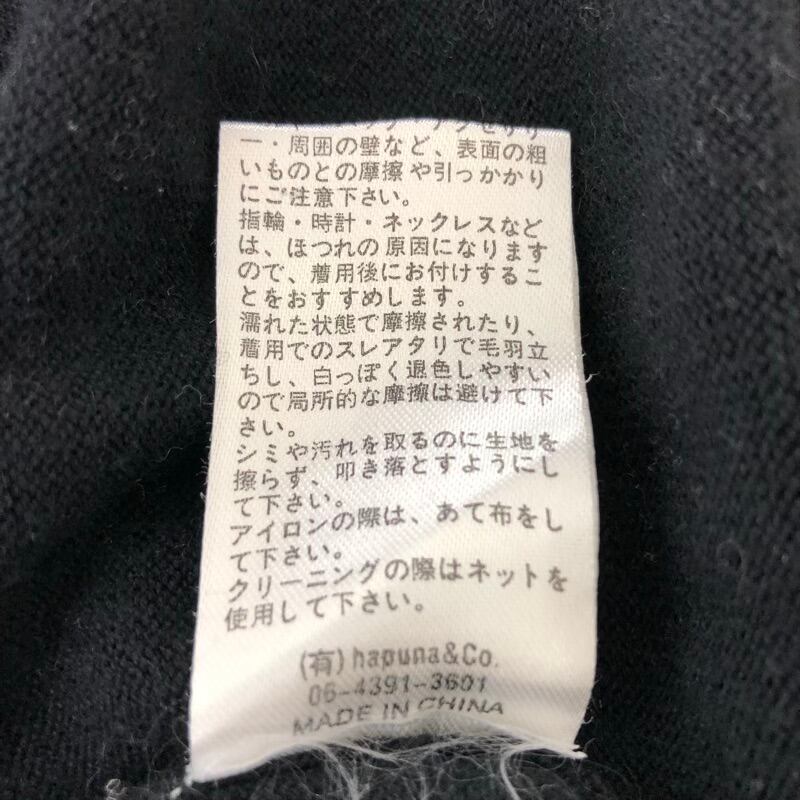 一・周囲の壁など、表面の粗
いものとの摩擦や引っかかり
にご注意下さい。
指輪・時計・ネックレスなど
は、ほつれの原因になります
ので、着用後にお付けするこ
とをおすすめします。
濡れた状態で摩擦されたり、
着用でのスレアタリで毛羽立
ちし、白っぽく退色しやすい
ので局所的な摩擦は避けて下
さい。
シミや汚れを取るのに生地を
擦らず、叩き落とすようにし
て下さい。
アイロンの際は、あて布をし
て下さい。
クリーニングの際はネットを
使用して下さい。
(有)hapuna&Co.
06-4391-3601
MADE IN CHINA